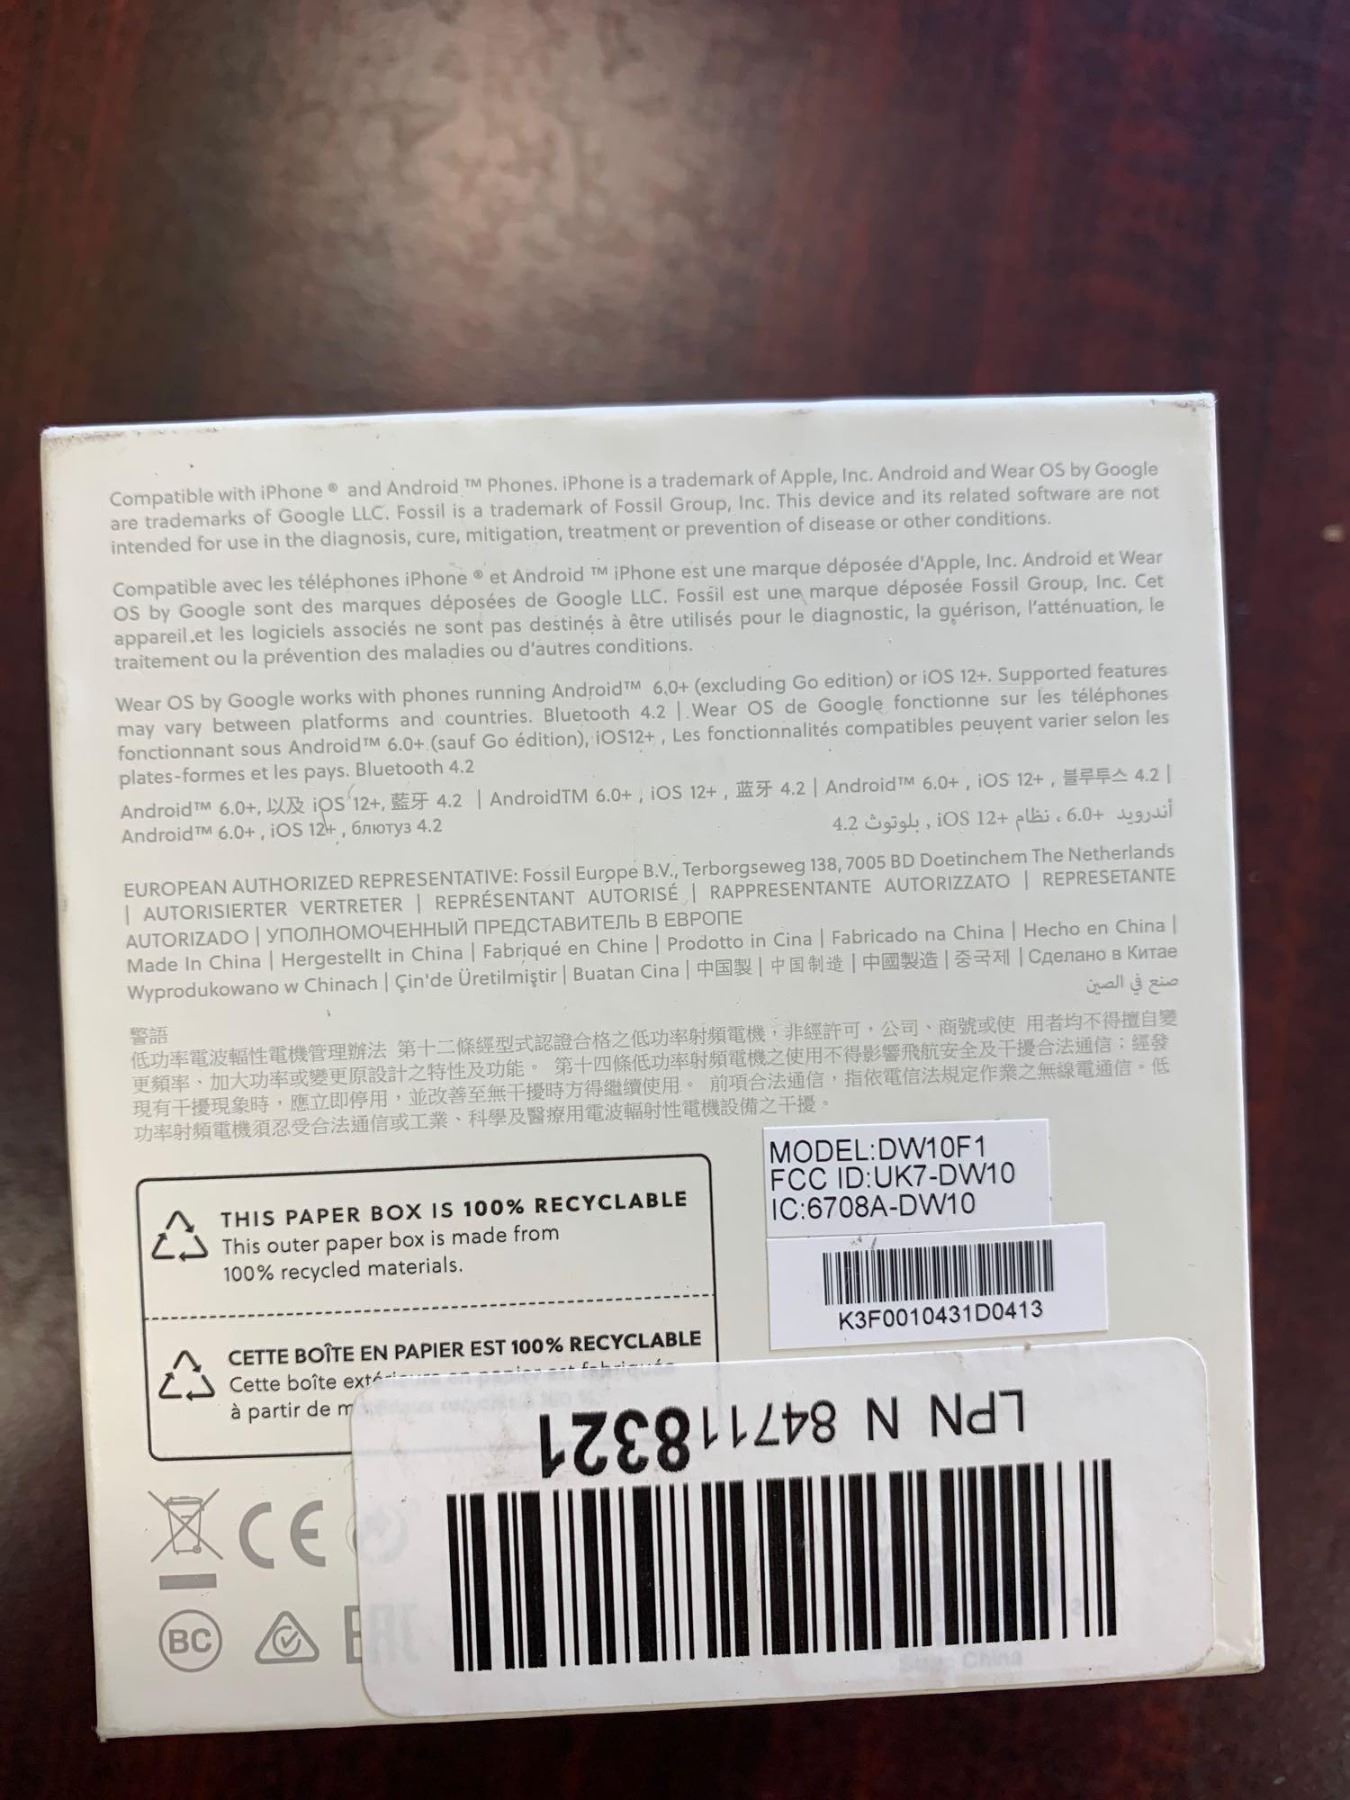 Compatible with iPhone ® and Android ™ Phones. iPhone is a trademark of Apple, Inc. Android and Wear OS by Google
are trademarks of Google LLC. Fossil is a trademark of Fossil Group, Inc. This device and its related software are not
intended for use in the diagnosis, cure, mitigation, treatment or prevention of disease or other conditions.
Compatible avec les téléphones iPhone ® et Android ™ iPhone est une marque déposée d'Apple, Inc. Android et Wear
OS by Google sont des marques déposées de Google LLC. Fossil est une marque déposée Fossil Group, Inc. Cet
appareil et les logiciels associés ne sont pas destinés à être utilisés pour le diagnostic, la guérison, l'atténuation, le
traitement ou la prévention des maladies ou d'autres conditions.
Wear OS by Google works with phones running Android™ 6.0+ (excluding Go edition) or iOS 12+. Supported features
may vary between platforms and countries. Bluetooth 4.2 | Wear OS de Google fonctionne sur les téléphones
fonctionnant sous Android™ 6.0+ (sauf Go édition), iOS12+ , Les fonctionnalités compatibles peuvent varier selon les
plates-formes et les pays. Bluetooth 4.2
Android™ 6.0+, 以及 iOS 12+, 藍牙 4.2 | AndroidTM 6.0+ , iOS 12+ , 蓝牙 4.2 | Android™ 6.0+ , iOS 12+ , 블루투스 4.2 |
Android™ 6.0+ , iOS 12+ , блютуз 4.2
أندرويد +6.0 ، نظام iOS 12+ , بلوتوث 4.2
EUROPEAN AUTHORIZED REPRESENTATIVE: Fossil Europe B.V., Terborgseweg 138, 7005 BD Doetinchem The Netherlands
| AUTORISIERTER VERTRETER | REPRÉSENTANT AUTORISÉ | RAPPRESENTANTE AUTORIZZATO | REPRESETANTE
AUTORIZADO | УПОЛНОМОЧЕННЫЙ ПРЕДСТАВИТЕЛЬ В ЕВРОПЕ
Made In China | Hergestellt in China | Fabriqué en Chine | Prodotto in Cina | Fabricado na China | Hecho en China |
Wyprodukowano w Chinach | Çin'de Üretilmiştir | Buatan Cina | 中国製 | 中国制造 | 中國製造 | 중국제 | Сделано в Китае
صنع في الصين
警語
低功率電波輻性電機管理辦法 第十二條經型式認證合格之低功率射頻電機，非經許可，公司、商號或使 用者均不得擅自變
更頻率、加大功率或變更原設計之特性及功能。 第十四條低功率射頻電機之使用不得影響飛航安全及干擾合法通信；經發
現有干擾現象時，應立即停用，並改善至無干擾時方得繼續使用。 前項合法通信，指依電信法規定作業之無線電通信。低
功率射頻電機須忍受合法通信或工業、科學及醫療用電波輻射性電機設備之干擾。
MODEL:DW10F1
FCC ID:UK7-DW10
IC:6708A-DW10
K3F0010431D0413
THIS PAPER BOX IS 100% RECYCLABLE
This outer paper box is made from
100% recycled materials.
CETTE BOÎTE EN PAPIER EST 100% RECYCLABLE
Cette boîte extérieure en papier est fabriquée
à partir de
LPN N 8471118321
CE
BC
EAC
China